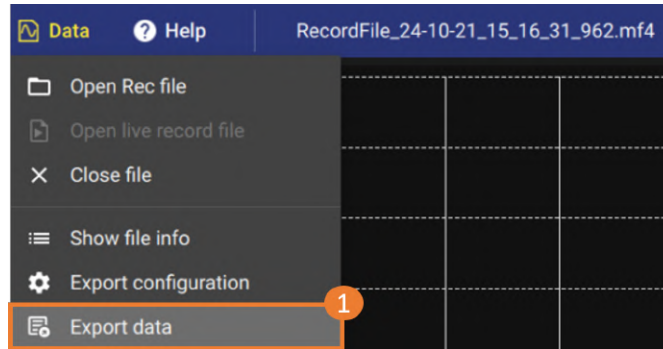 Data Help RecordFile_24-10-21_15_16_31_962.mf4
Open Rec file
Open live record file
Close file
Show file info
Export configuration
1
Export data